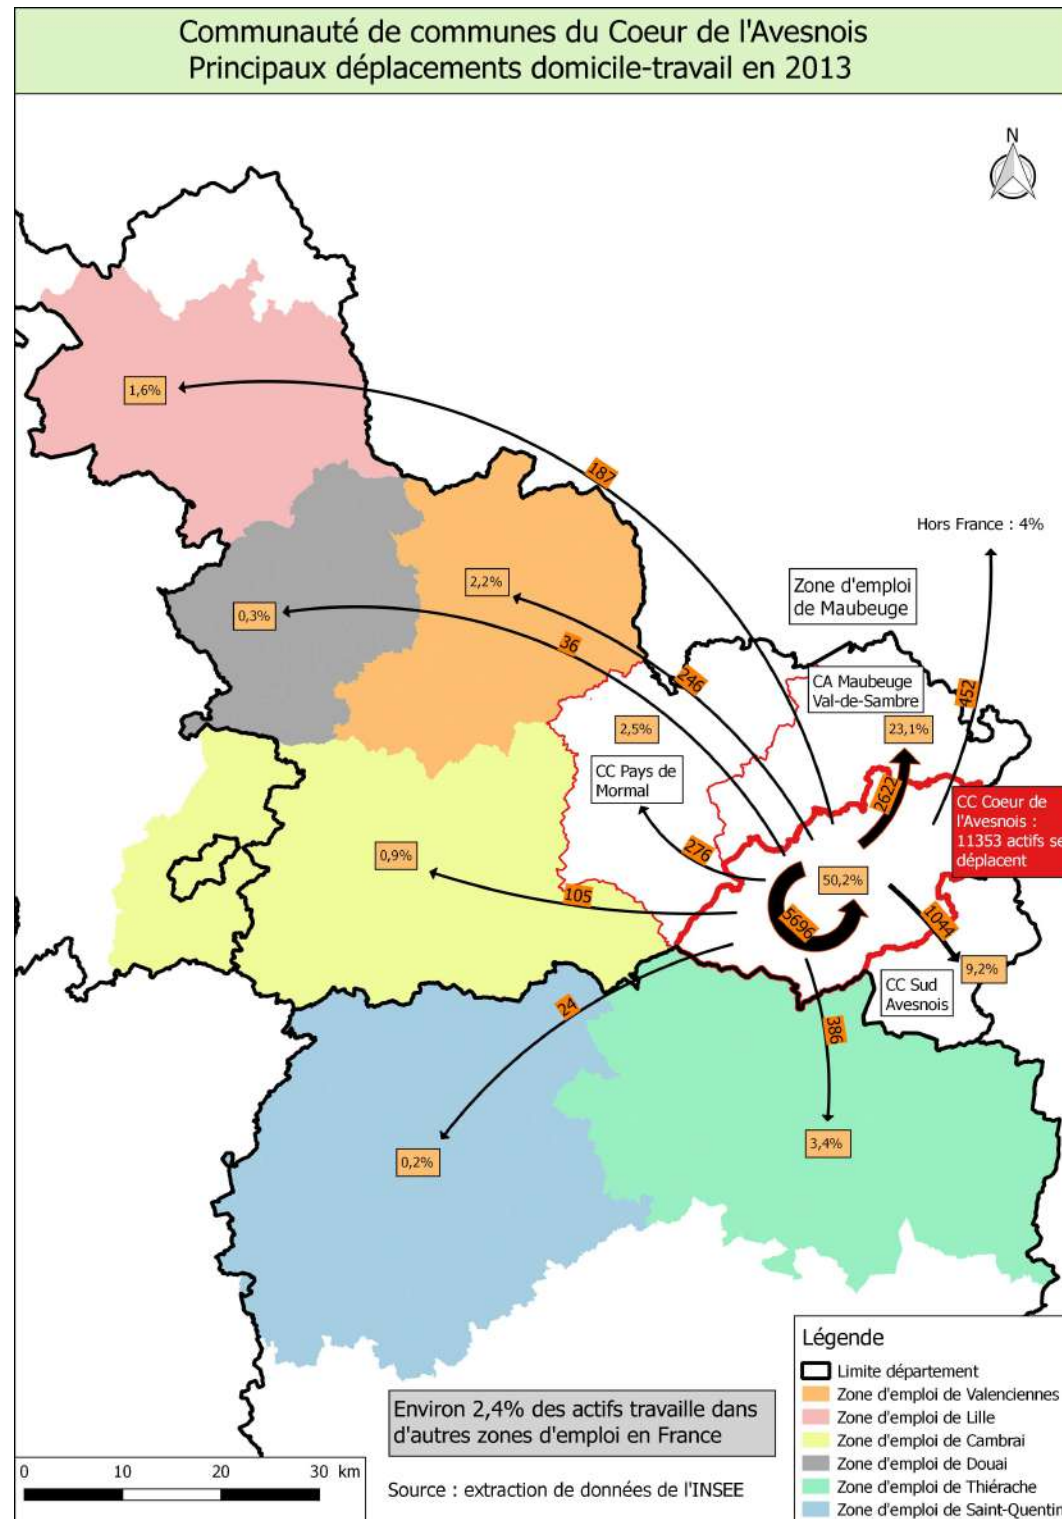 Communauté de communes du Coeur de l'Avesnois
Principaux déplacements domicile-travail en 2013
N
1,6%
187
Hors France : 4%
2,2%
Zone d'emploi
de Maubeuge
0,3%
36
246
452
CA Maubeuge
Val-de-Sambre
2,5%
23,1%
CC Pays de
Mormal
2622
CC Coeur de
l'Avesnois :
11353 actifs se
déplacent
276
0,9%
50,2%
105
5696
1044
9,2%
CC Sud
Avesnois
24
386
3,4%
0,2%
Légende
Limite département
Zone d'emploi de Valenciennes
Zone d'emploi de Lille
Zone d'emploi de Cambrai
Zone d'emploi de Douai
Zone d'emploi de Thiérache
Zone d'emploi de Saint-Quentin
Environ 2,4% des actifs travaille dans
d'autres zones d'emploi en France
0 10 20 30 km
Source : extraction de données de l'INSEE